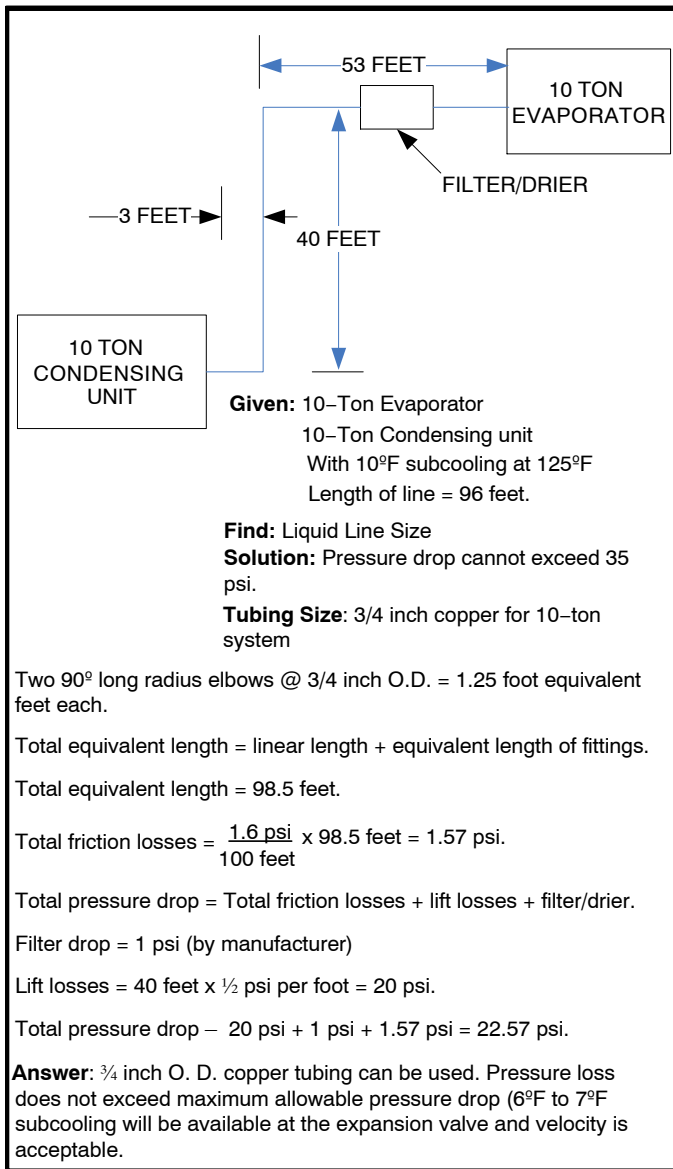 53 FEET
10 TON
EVAPORATOR
FILTER/DRIER
3 FEET
40 FEET
10 TON
CONDENSING
UNIT
Given: 10−Ton Evaporator
10−Ton Condensing unit
With 10ºF subcooling at 125ºF
Length of line = 96 feet.
Find: Liquid Line Size
Solution: Pressure drop cannot exceed 35
psi.
Tubing Size: 3/4 inch copper for 10−ton
system
Two 90º long radius elbows @ 3/4 inch O.D. = 1.25 foot equivalent
feet each.
Total equivalent length = linear length + equivalent length of fittings.
Total equivalent length = 98.5 feet.
Total friction losses = 1.6 psi / 100 feet x 98.5 feet = 1.57 psi.
Total pressure drop = Total friction losses + lift losses + filter/drier.
Filter drop = 1 psi (by manufacturer)
Lift losses = 40 feet x ½ psi per foot = 20 psi.
Total pressure drop − 20 psi + 1 psi + 1.57 psi = 22.57 psi.
Answer: ¾ inch O. D. copper tubing can be used. Pressure loss
does not exceed maximum allowable pressure drop (6ºF to 7ºF
subcooling will be available at the expansion valve and velocity is
acceptable.